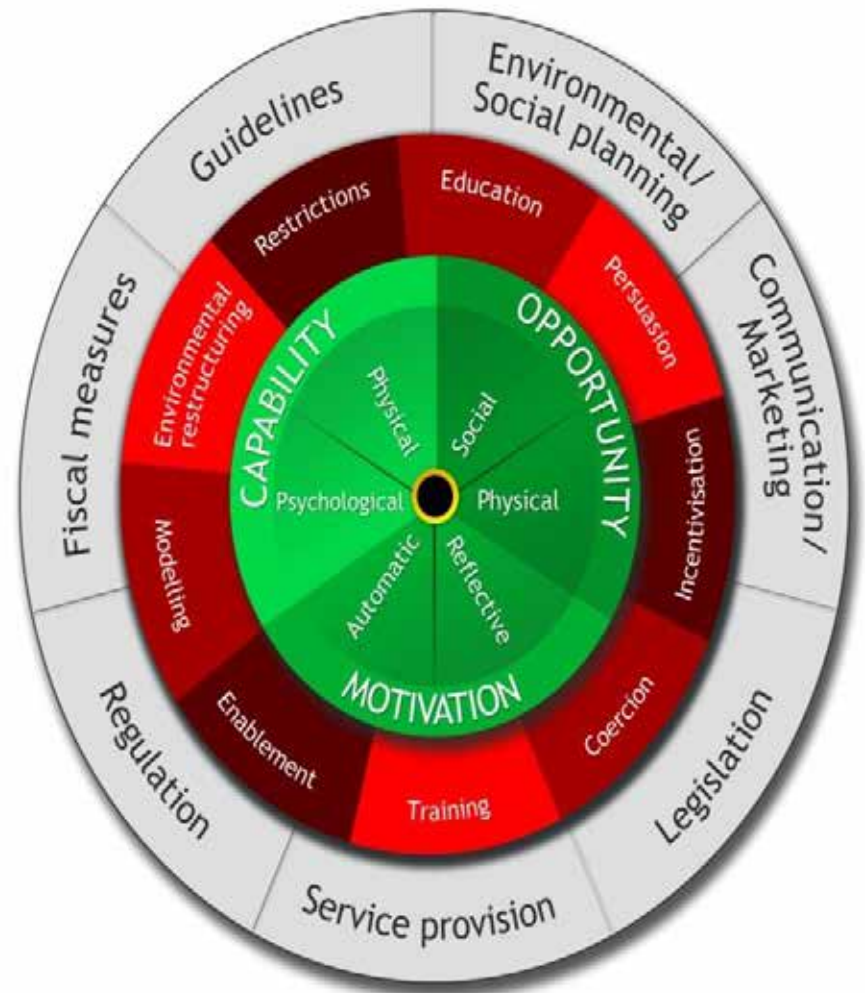 Environmental/
Social planning
Communication/
Marketing
Legislation
Service provision
Regulation
Fiscal measures
Guidelines
Education
Persuasion
Incentivisation
Coercion
Training
Enablement
Modelling
Environmental
restructuring
Restrictions
CAPABILITY
OPPORTUNITY
MOTIVATION
Physical
Social
Psychological
Physical
Automatic
Reflective